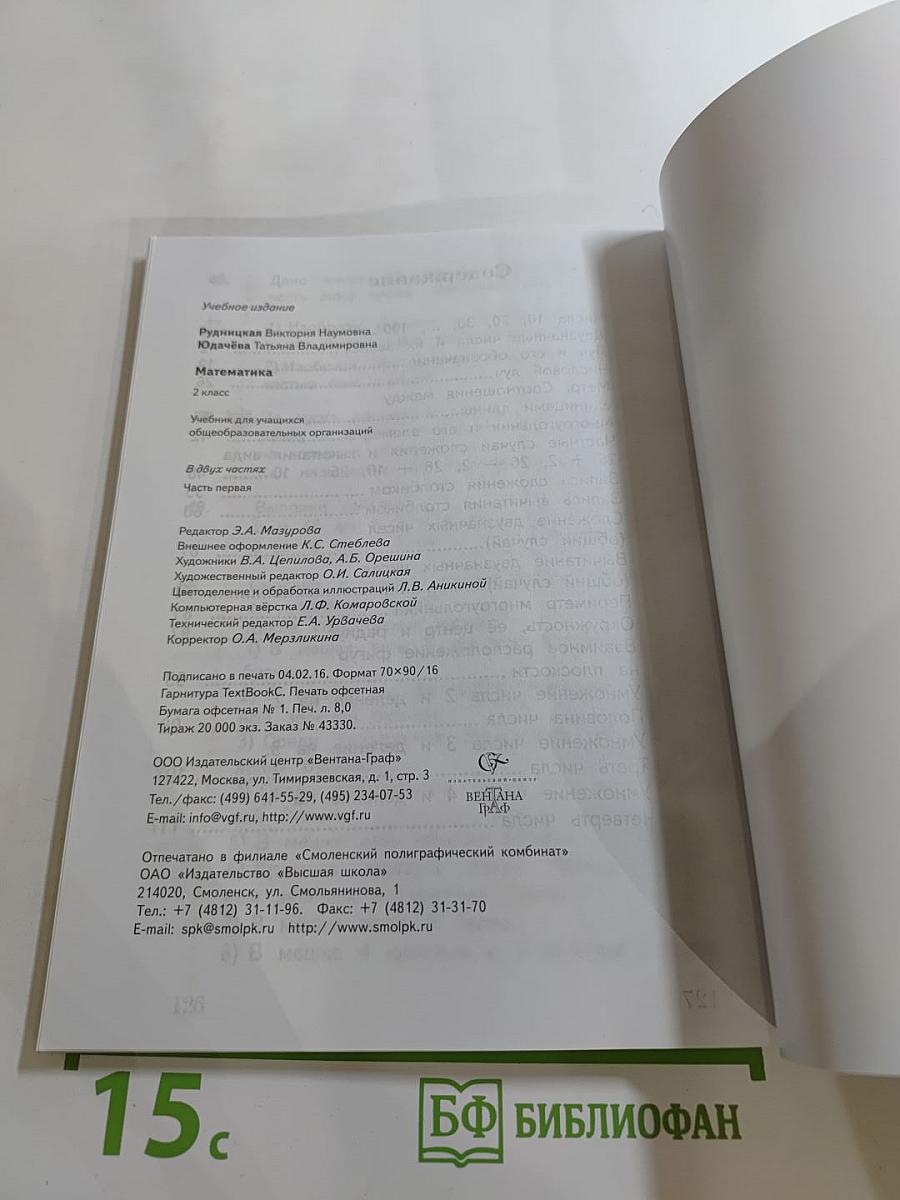 Учебное издание
Рудницкая Виктория Наумовна
Юдачёва Татьяна Владимировна
Математика
2 класс
Учебник для учащихся
общеобразовательных организаций
В двух частях
Часть первая
Редактор Э.А. Мазурова
Внешнее оформление К.С. Стеблева
Художники В.А. Цепилова, А.Б. Орешина
Художественный редактор О.И. Салицкая
Цветоделение и обработка иллюстраций Л.В. Аникиной
Компьютерная вёрстка Л.Ф. Комаровской
Технический редактор Е.А. Урвачева
Корректор О.А. Мерзликина
Подписано в печать 04.02.16. Формат 70×90/16
Гарнитура TextBookC. Печать офсетная
Бумага офсетная № 1. Печ. л. 8,0
Тираж 20 000 экз. Заказ № 43330.
ООО Издательский центр «Вентана-Граф»
127422, Москва, ул. Тимирязевская, д. 1, стр. 3
Тел./факс: (499) 641-55-29, (495) 234-07-53
E-mail: info@vgf.ru, http://www.vgf.ru
ИЗДАТЕЛЬСКИЙ ЦЕНТР
ВЕНТАНА
ГРАФ
Отпечатано в филиале «Смоленский полиграфический комбинат»
ОАО «Издательство «Высшая школа»
214020, Смоленск, ул. Смольянинова, 1
Тел.: +7 (4812) 31-11-96. Факс: +7 (4812) 31-31-70
E-mail: spk@smolpk.ru http://www.smolpk.ru
126
127
15 с
БФ БИБЛИОФАН